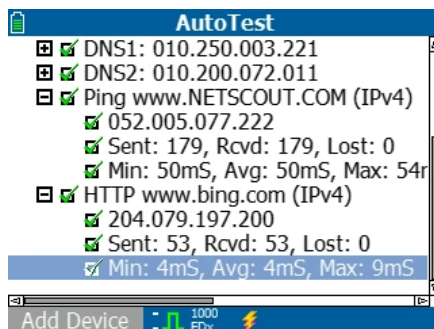 AutoTest
DNS1: 010.250.003.221
DNS2: 010.200.072.011
Ping www.NETSCOUT.COM (IPv4)
052.005.077.222
Sent: 179, Rcvd: 179, Lost: 0
Min: 50mS, Avg: 50mS, Max: 54m
HTTP www.bing.com (IPv4)
204.079.197.200
Sent: 53, Rcvd: 53, Lost: 0
Min: 4mS, Avg: 4mS, Max: 9mS
Add Device
1000
FDx